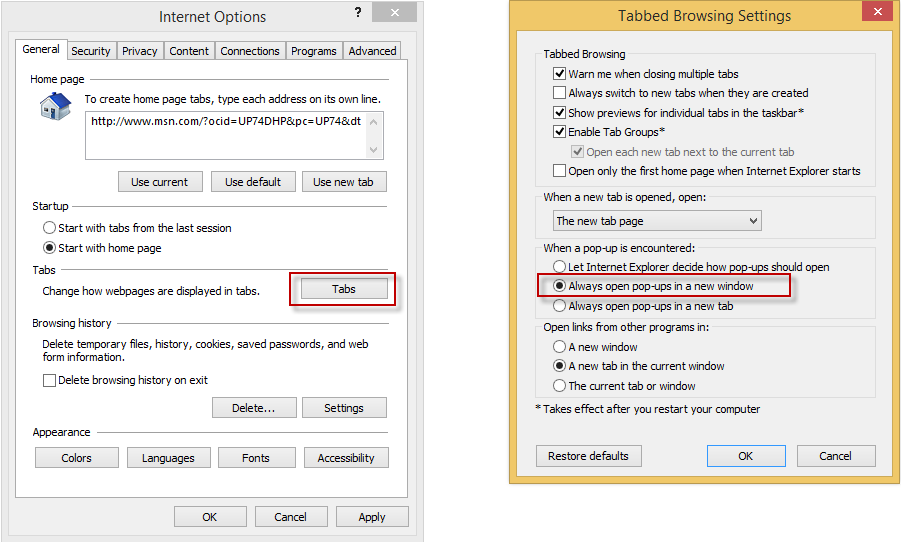 Internet Options
?
General Security Privacy Content Connections Programs Advanced
Home page
To create home page tabs, type each address on its own line.
http://www.msn.com/?ocid=UP74DHP&pc=UP74&dt
Use current Use default Use new tab
Startup
Start with tabs from the last session
Start with home page
Tabs
Change how webpages are displayed in tabs.
Tabs
Browsing history
Delete temporary files, history, cookies, saved passwords, and web
form information.
Delete browsing history on exit
Delete... Settings
Appearance
Colors Languages Fonts Accessibility
OK Cancel Apply
Tabbed Browsing Settings
Tabbed Browsing
Warn me when closing multiple tabs
Always switch to new tabs when they are created
Show previews for individual tabs in the taskbar*
Enable Tab Groups*
Open each new tab next to the current tab
Open only the first home page when Internet Explorer starts
When a new tab is opened, open:
The new tab page
When a pop-up is encountered:
Let Internet Explorer decide how pop-ups should open
Always open pop-ups in a new window
Always open pop-ups in a new tab
Open links from other programs in:
A new window
A new tab in the current window
The current tab or window
* Takes effect after you restart your computer
Restore defaults OK Cancel